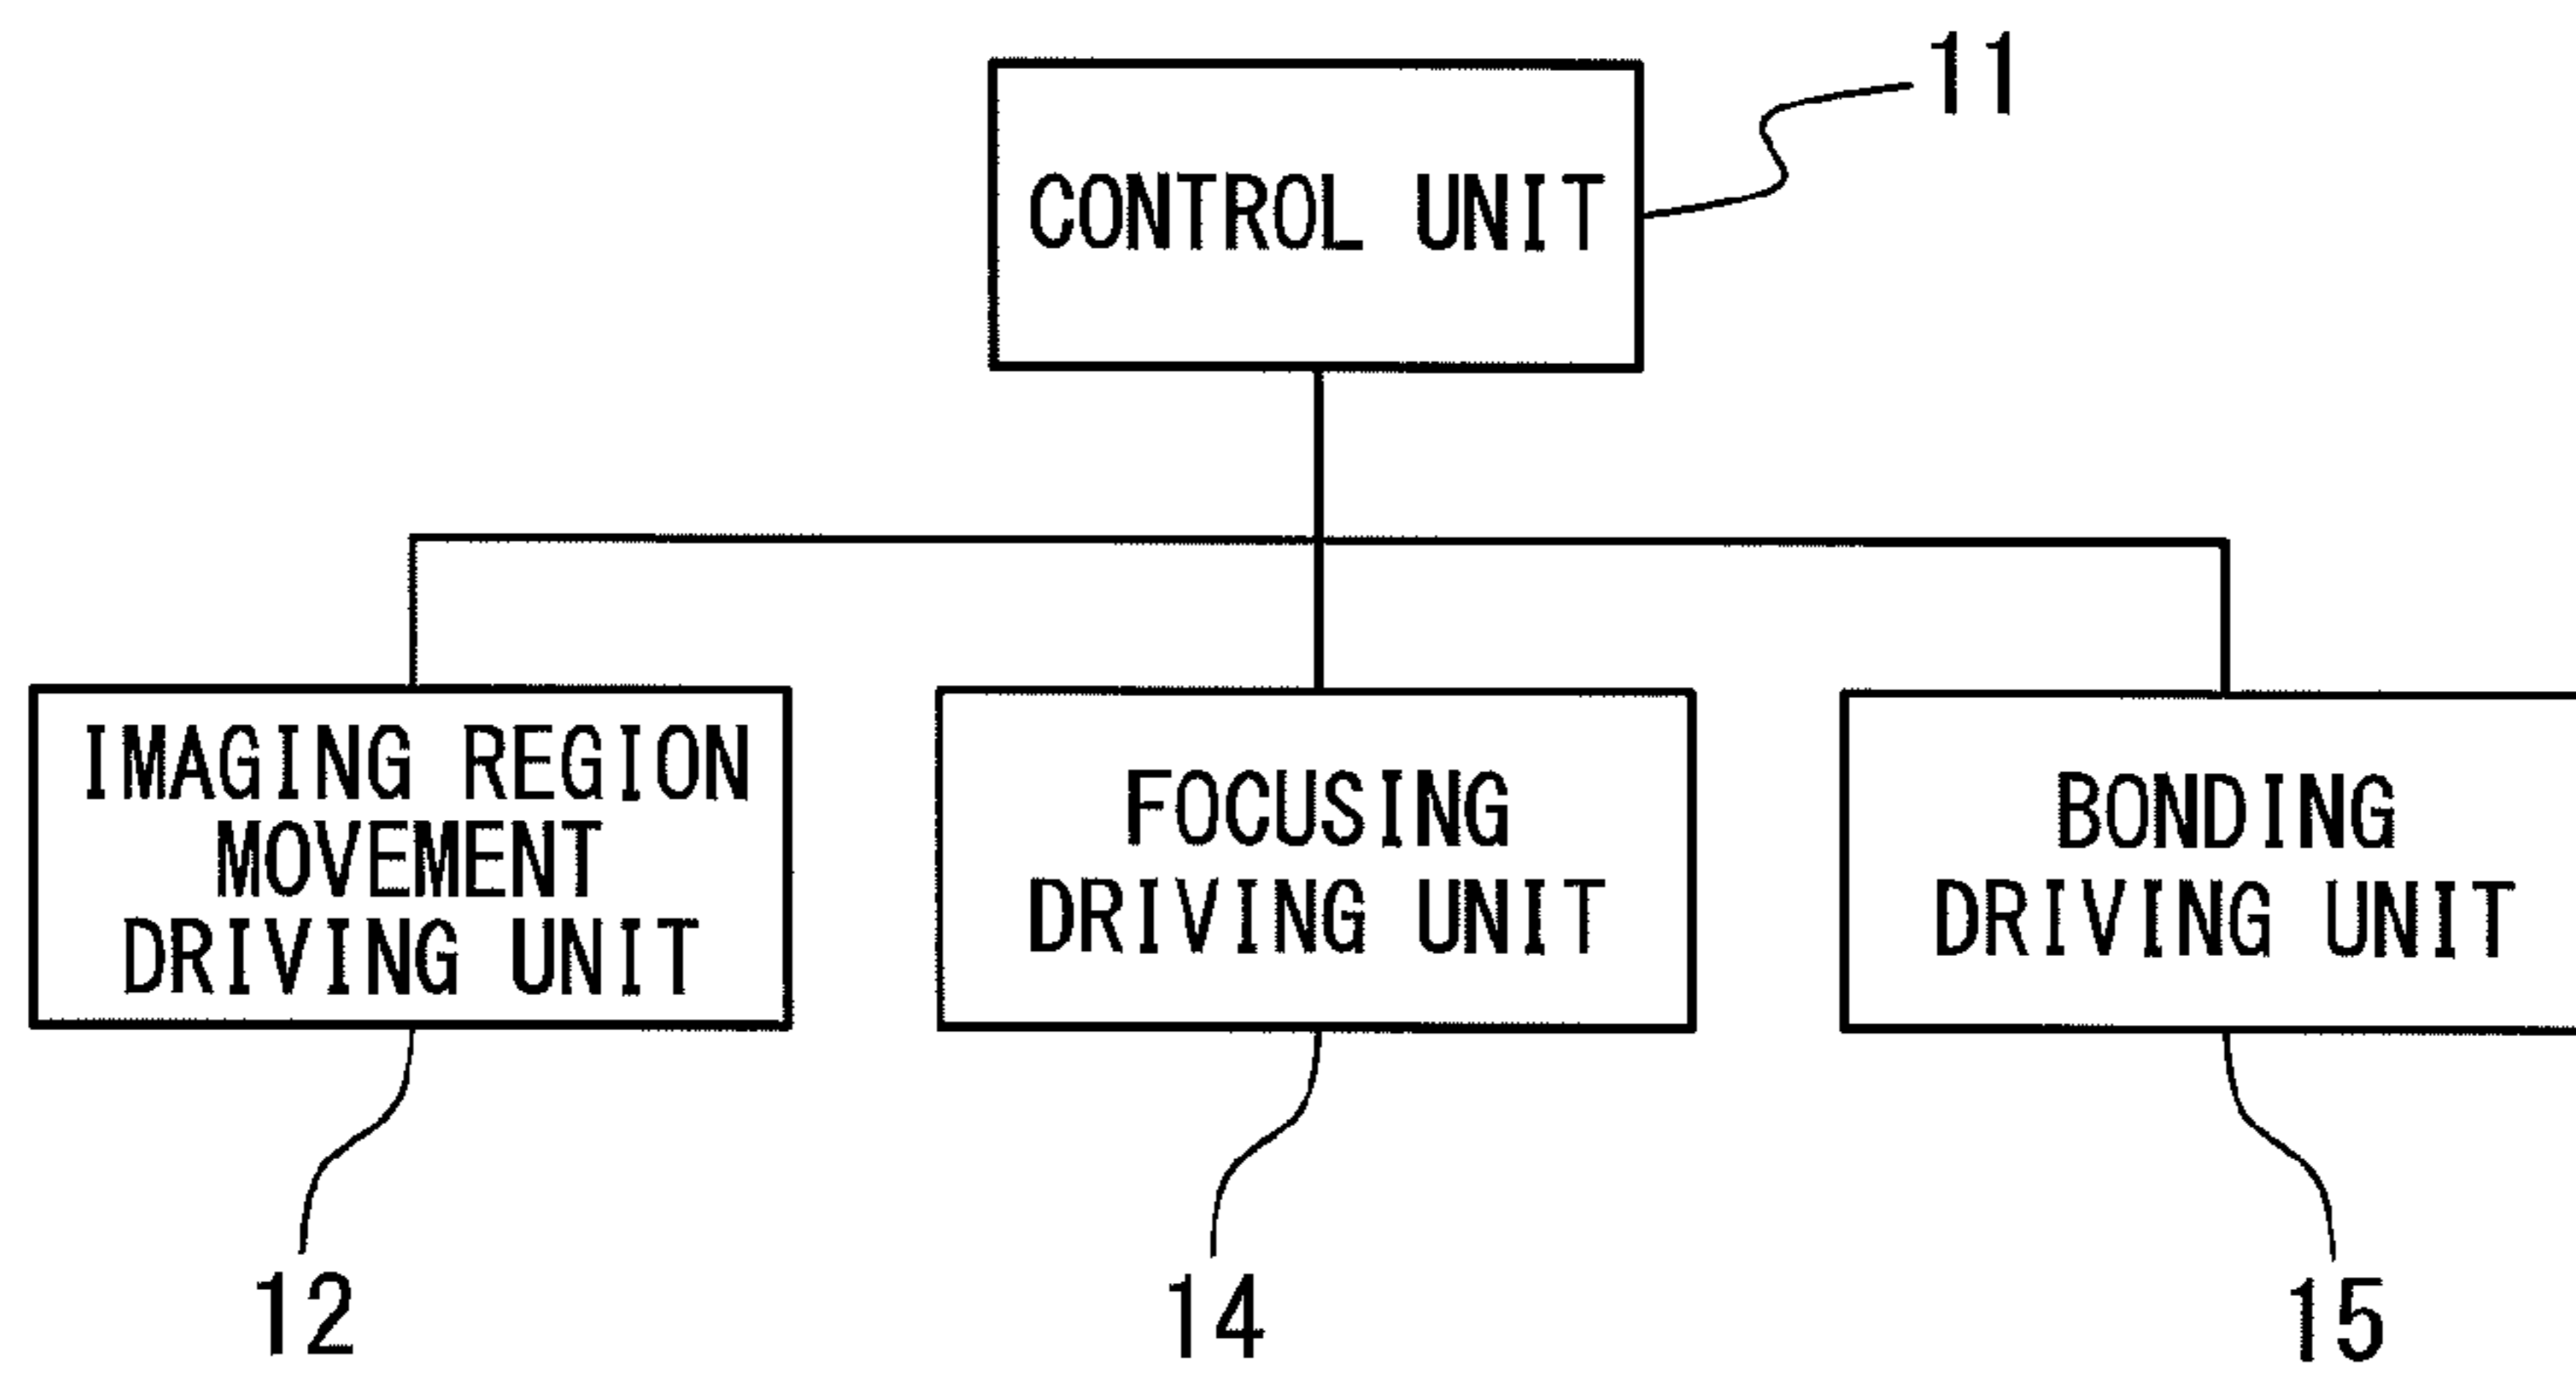 11
CONTROL UNIT
IMAGING REGION
MOVEMENT
DRIVING UNIT
FOCUSING
DRIVING UNIT
BONDING
DRIVING UNIT
12
14
15